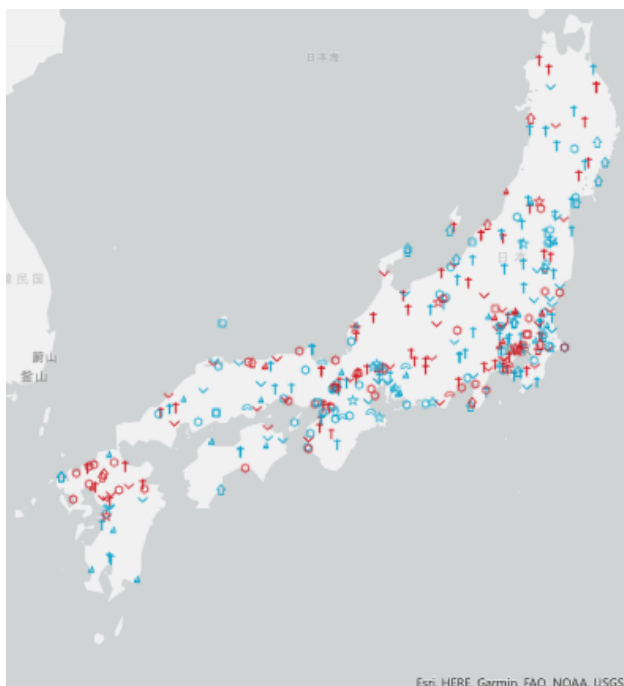 日本海
日本
韓民国
蔚山
釜山
Esri, HERE, Garmin, FAO, NOAA, USGS